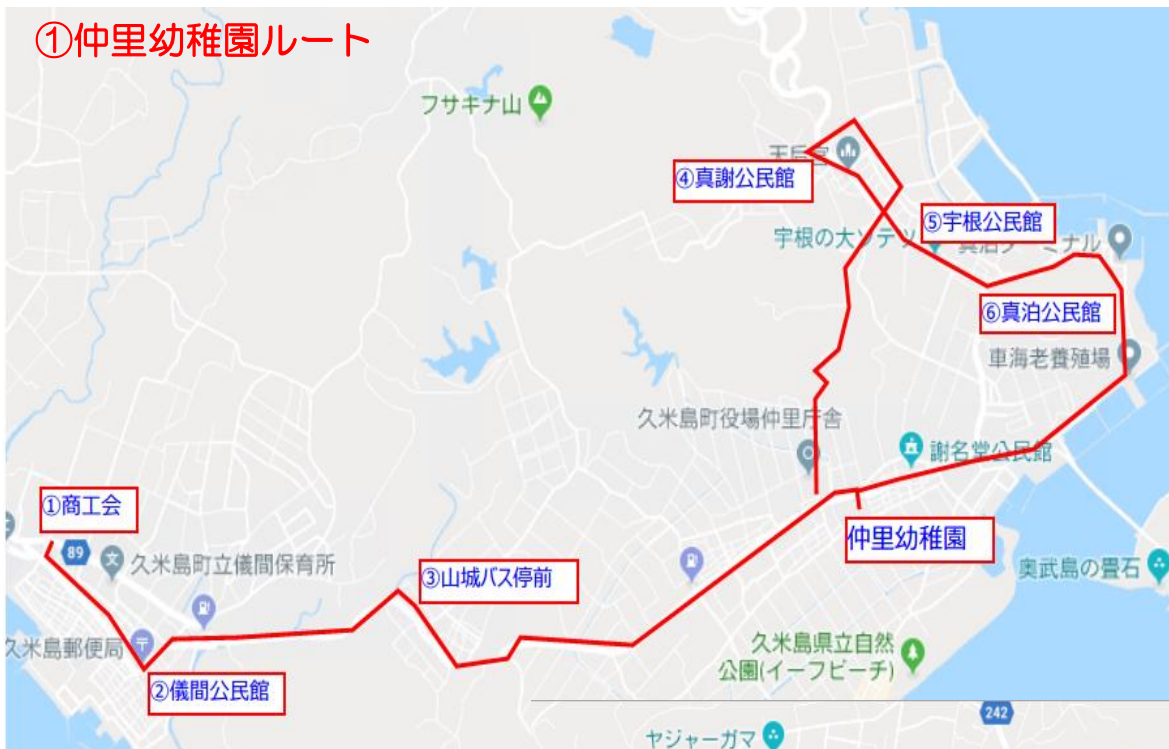 ①仲里幼稚園ルート
フサキナ山
天后宮
④真謝公民館
⑤宇根公民館
宇根の大ソテツ
⑥真泊公民館
車海老養殖場
久米島町役場仲里庁舎
謝名堂公民館
①商工会
仲里幼稚園
89
久米島町立儀間保育所
③山城バス停前
奥武島の畳石
久米島郵便局
久米島県立自然
公園(イーフビーチ)
②儀間公民館
242
ヤジャーガマ